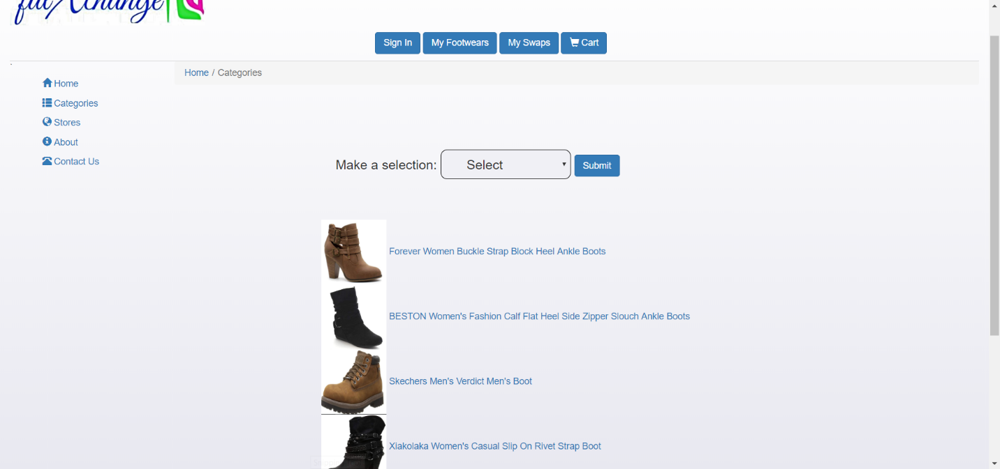 Xchange
Sign In My Footwears My Swaps Cart
Home / Categories
Home
Categories
Stores
About
Contact Us
Make a selection: Select Submit
Forever Women Buckle Strap Block Heel Ankle Boots
BESTON Women's Fashion Calf Flat Heel Side Zipper Slouch Ankle Boots
Skechers Men's Verdict Men's Boot
Xiakolaka Women's Casual Slip On Rivet Strap Boot